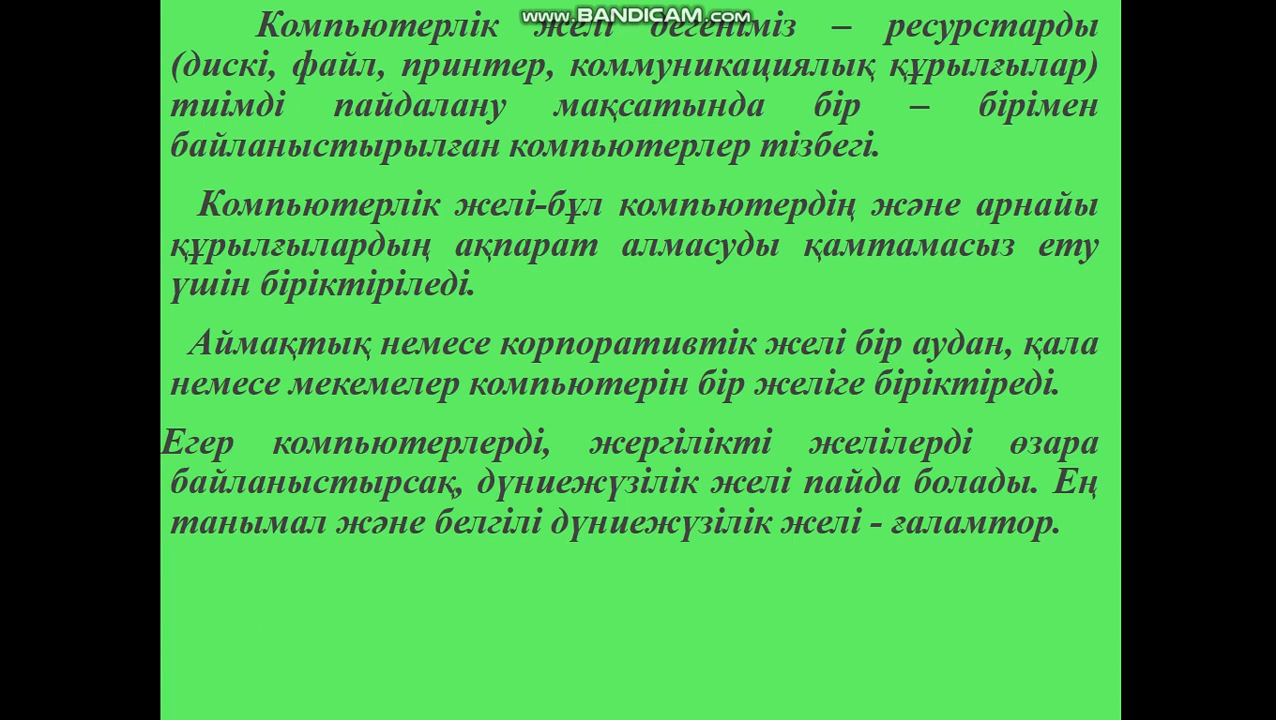 www.BANDICAM.com
Компьютерлік желі дегеніміз – ресурстарды
(дискі, файл, принтер, коммуникациялық құрылғылар)
тиімді пайдалану мақсатында бір – бірімен
байланыстырылған компьютерлер тізбегі.
Компьютерлік желі-бұл компьютердің және арнайы
құрылғылардың ақпарат алмасуды қамтамасыз ету
үшін біріктіріледі.
Аймақтық немесе корпоративтік желі бір аудан, қала
немесе мекемелер компьютерін бір желіге біріктіреді.
Егер компьютерлерді, жергілікті желілерді өзара
байланыстырсақ, дүниежүзілік желі пайда болады. Ең
танымал және белгілі дүниежүзілік желі - ғаламтор.